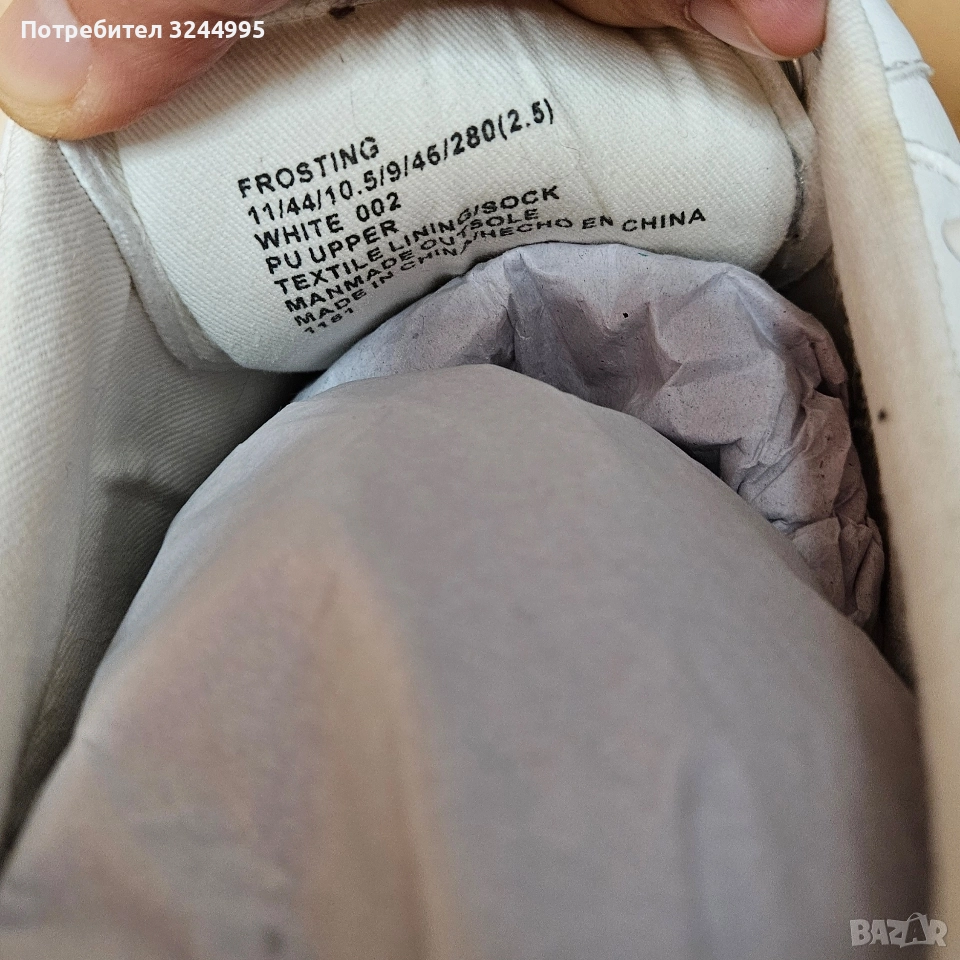 Потребител 3244995
FROSTING
11/44/10.5/9/46/280(2.5)
WHITE 002
PU UPPER
TEXTILE LINING/SOCK
MANMADE OUTSOLE
MADE IN CHINA/HECHO EN CHINA
1161
BAZAR